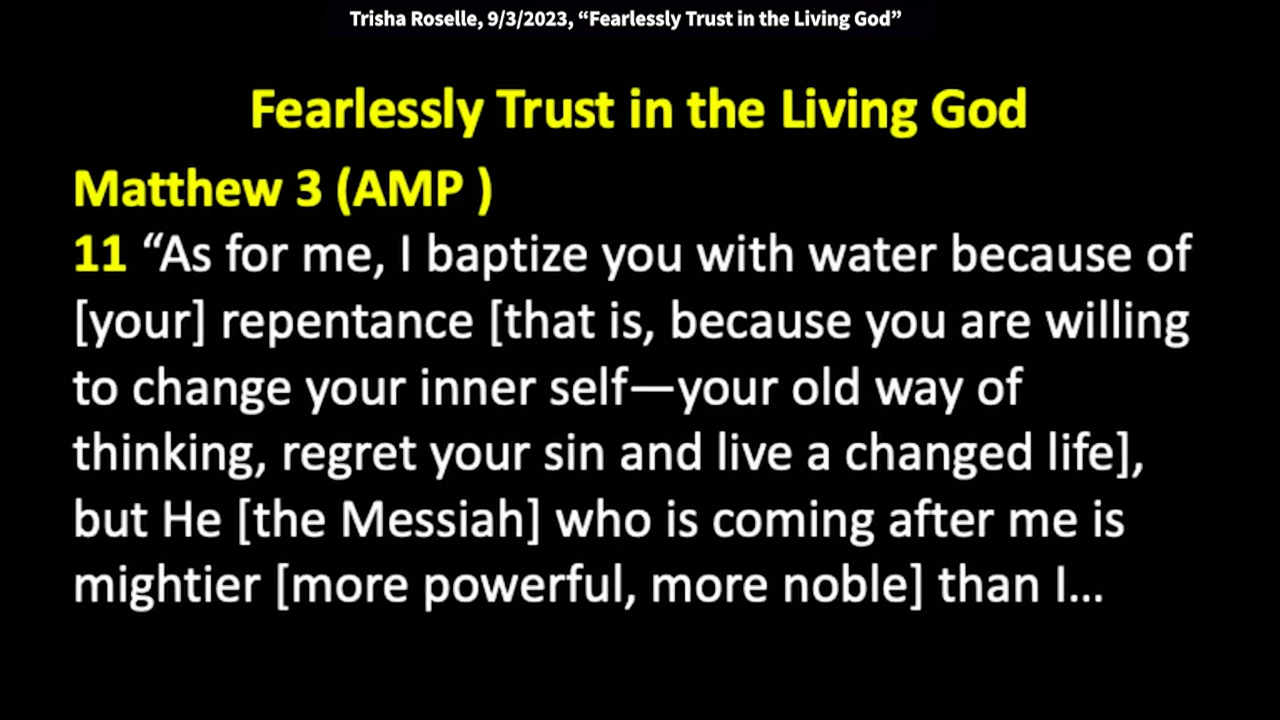 Trisha Roselle, 9/3/2023, “Fearlessly Trust in the Living God”
Fearlessly Trust in the Living God
Matthew 3 (AMP )
11 “As for me, I baptize you with water because of
[your] repentance [that is, because you are willing
to change your inner self—your old way of
thinking, regret your sin and live a changed life],
but He [the Messiah] who is coming after me is
mightier [more powerful, more noble] than I...